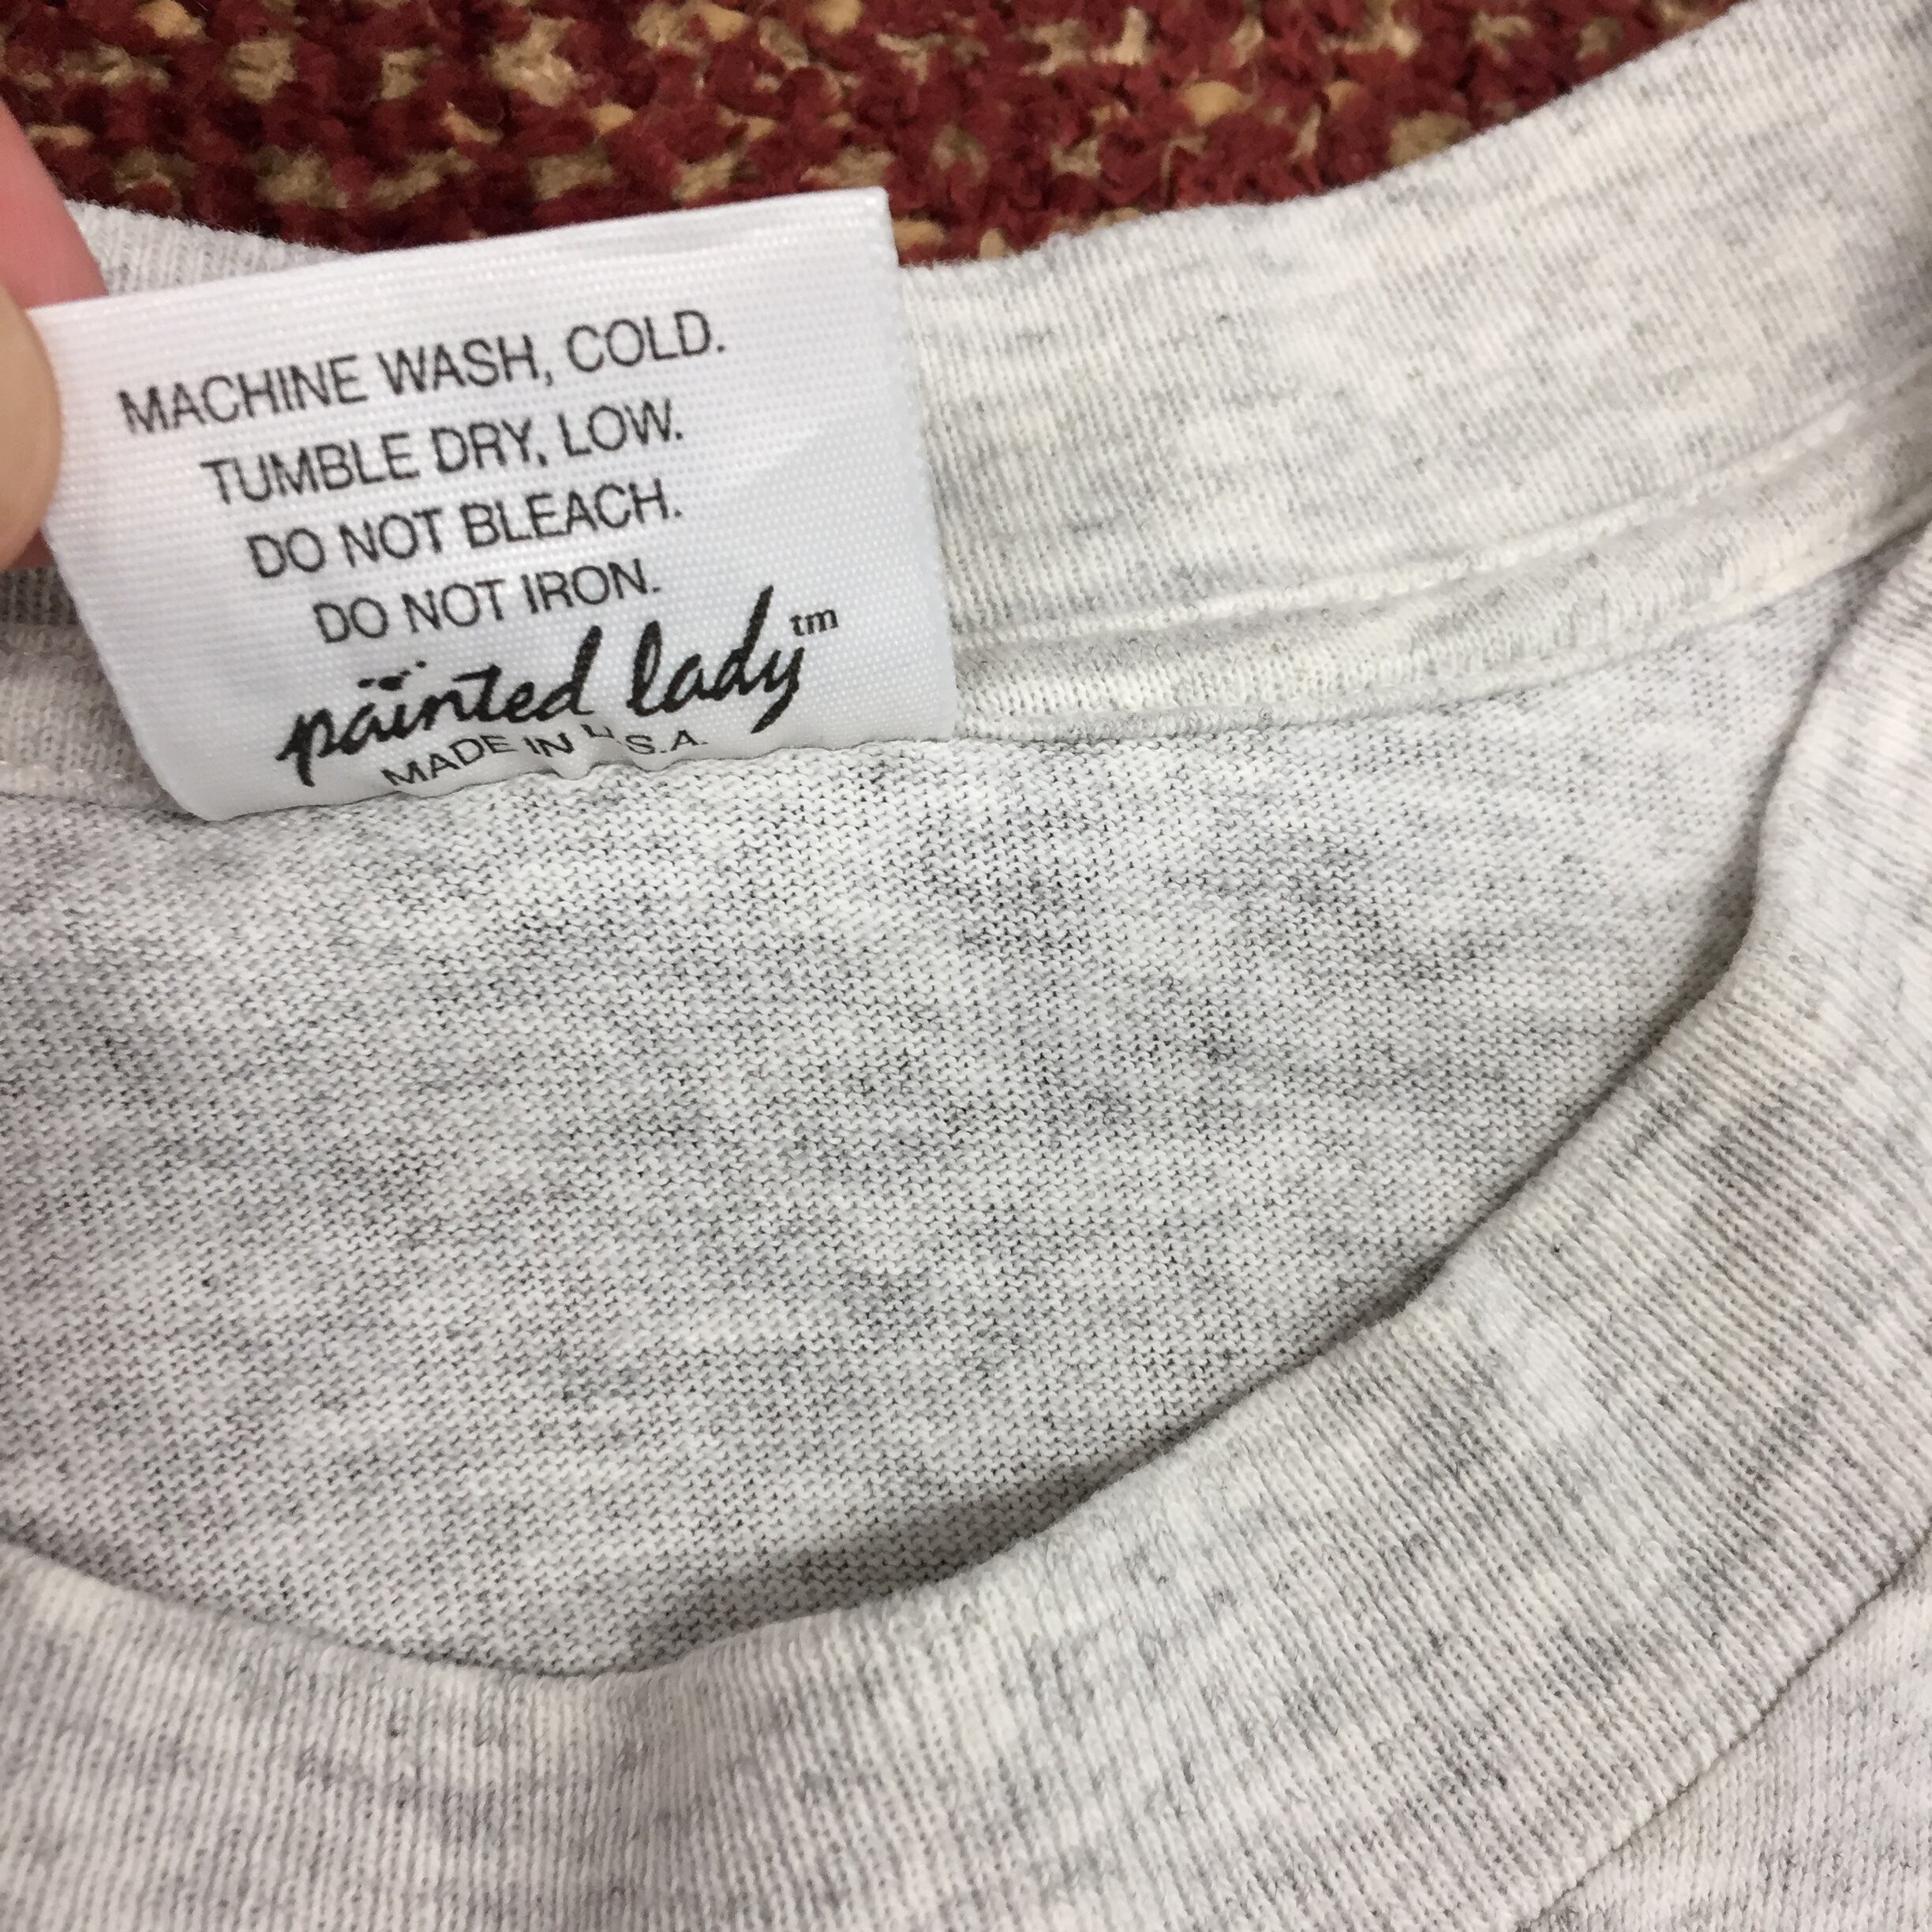 MACHINE WASH, COLD.
TUMBLE DRY, LOW.
DO NOT BLEACH.
DO NOT IRON.
painted lady tm
MADE IN U.S.A.